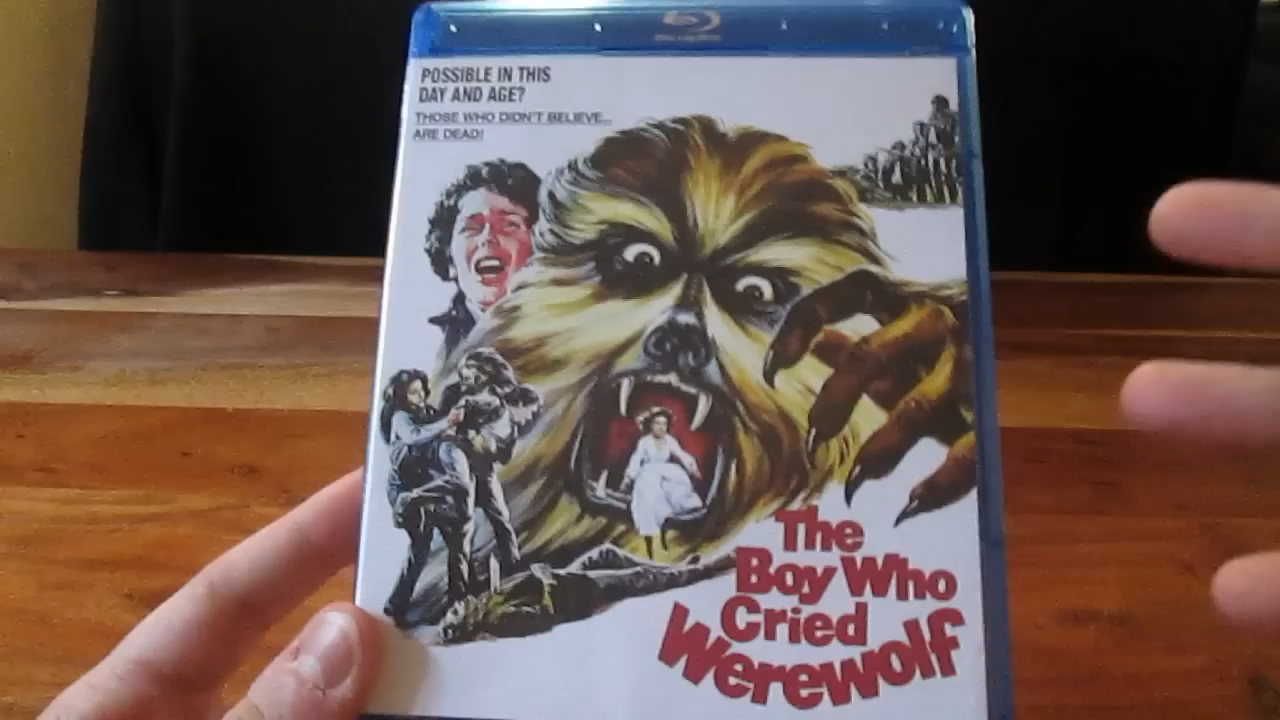 POSSIBLE IN THIS
DAY AND AGE?
THOSE WHO DIDN'T BELIEVE...
ARE DEAD!
The
Boy Who
Cried
Werewolf